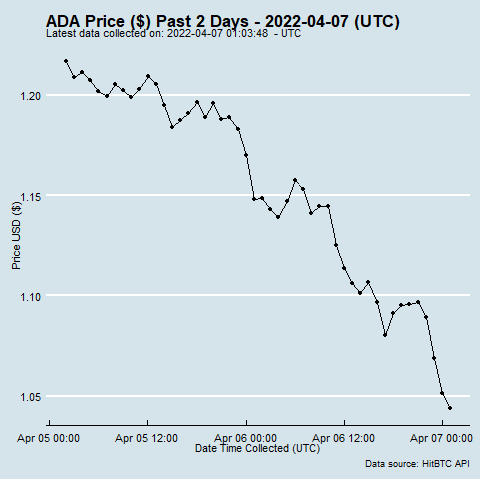 ADA Price ($) Past 2 Days - 2022-04-07 (UTC)
Latest data collected on: 2022-04-07 01:03:48  - UTC
Price USD ($)
1.20
1.15
1.10
1.05
Apr 05 00:00
Apr 05 12:00
Apr 06 00:00
Apr 06 12:00
Apr 07 00:00
Date Time Collected (UTC)
Data source: HitBTC API